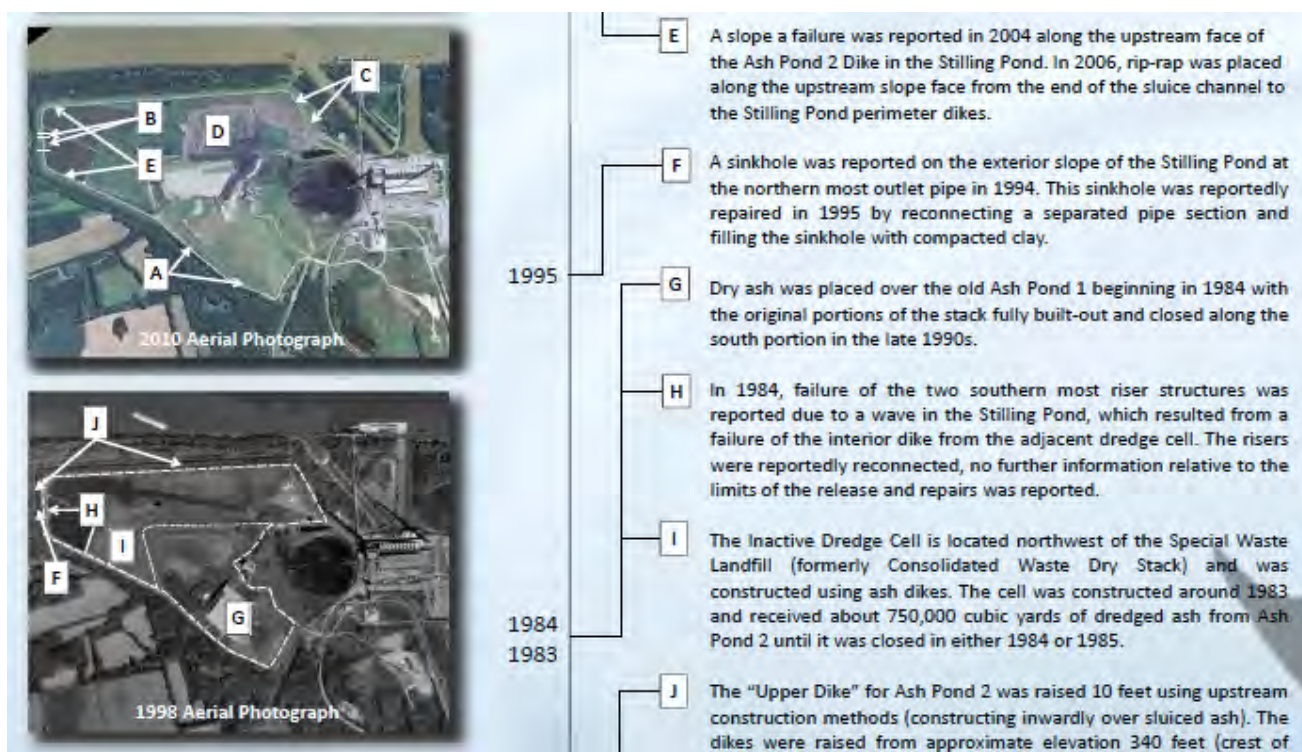 E
A slope a failure was reported in 2004 along the upstream face of
the Ash Pond 2 Dike in the Stilling Pond. In 2006, rip-rap was placed
along the upstream slope face from the end of the sluice channel to
the Stilling Pond perimeter dikes.
C
B
D
E
A
2010 Aerial Photograph
F
A sinkhole was reported on the exterior slope of the Stilling Pond at
the northern most outlet pipe in 1994. This sinkhole was reportedly
repaired in 1995 by reconnecting a separated pipe section and
filling the sinkhole with compacted clay.
1995
G
Dry ash was placed over the old Ash Pond 1 beginning in 1984 with
the original portions of the stack fully built-out and closed along the
south portion in the late 1990s.
H
In 1984, failure of the two southern most riser structures was
reported due to a wave in the Stilling Pond, which resulted from a
failure of the interior dike from the adjacent dredge cell. The risers
were reportedly reconnected, no further information relative to the
limits of the release and repairs was reported.
J
H
I
F
G
1998 Aerial Photograph
I
The Inactive Dredge Cell is located northwest of the Special Waste
Landfill (formerly Consolidated Waste Dry Stack) and was
constructed using ash dikes. The cell was constructed around 1983
and received about 750,000 cubic yards of dredged ash from Ash
Pond 2 until it was closed in either 1984 or 1985.
1984
1983
J
The “Upper Dike” for Ash Pond 2 was raised 10 feet using upstream
construction methods (constructing inwardly over sluiced ash). The
dikes were raised from approximate elevation 340 feet (crest of